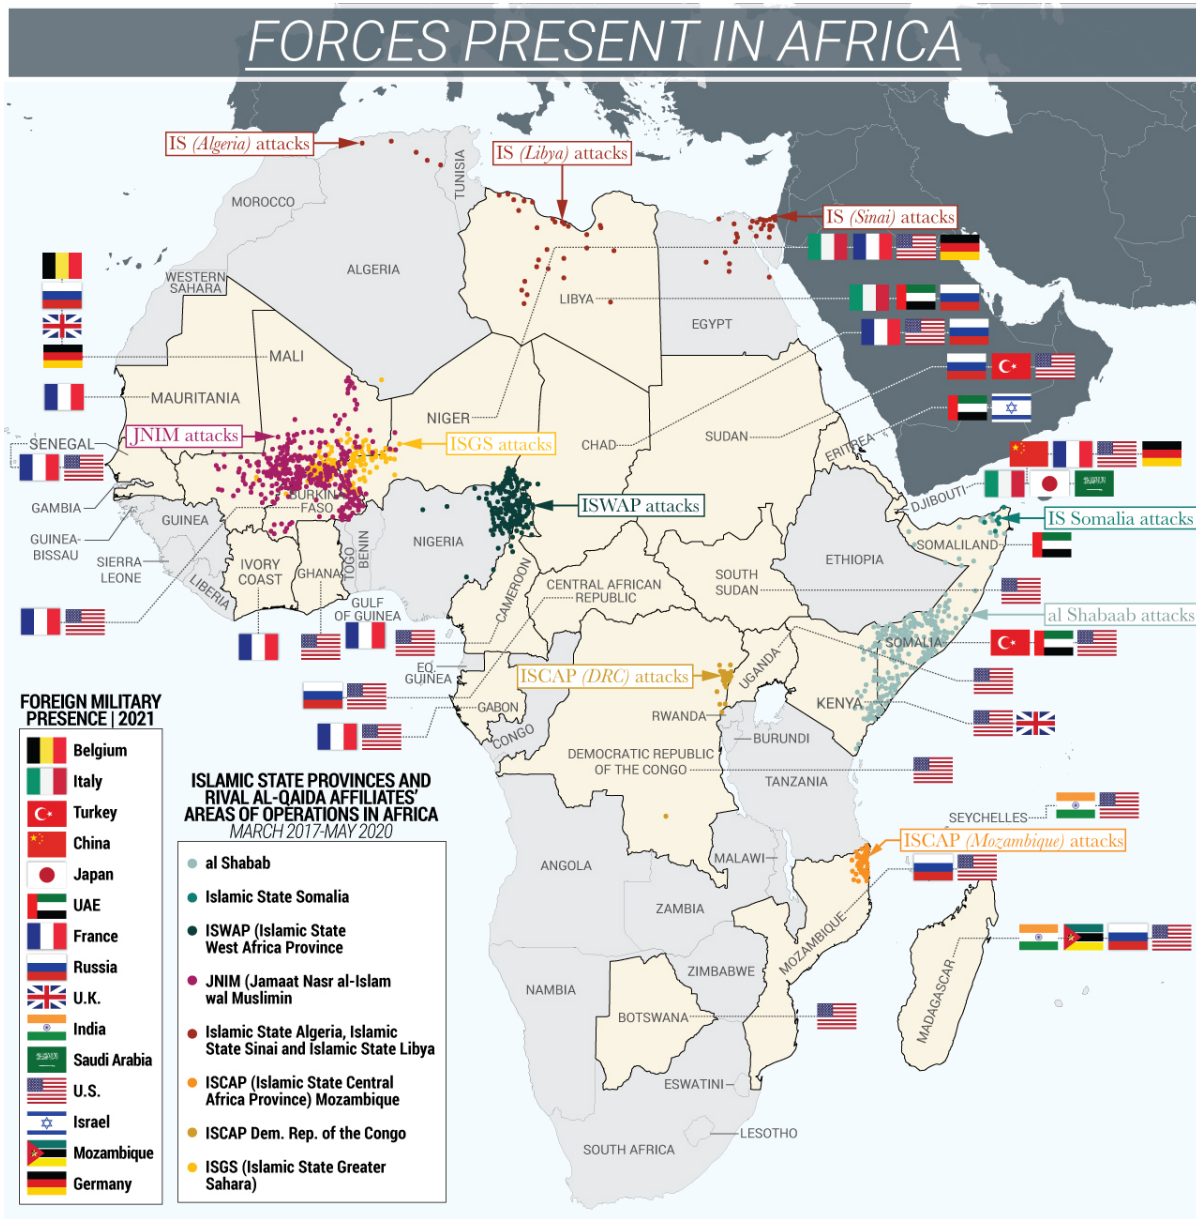 FORCES PRESENT IN AFRICA
IS (Algeria) attacks
IS (Libya) attacks
TUNISIA
MOROCCO
IS (Sinai) attacks
ALGERIA
WESTERN
SAHARA
LIBYA
EGYPT
MALI
MAURITANIA
NIGER
CHAD
SUDAN
ERITREA
JNIM attacks
ISGS attacks
SENEGAL
GAMBIA
BURKINA
FASO
ISWAP attacks
DJIBOUTI
IS Somalia attacks
GUINEA
GUINEA-
BISSAU
SIERRA
LEONE
LIBERIA
IVORY
COAST
GHANA
TOGO
BENIN
NIGERIA
SOMALILAND
ETHIOPIA
CAMEROON
CENTRAL AFRICAN
REPUBLIC
SOUTH
SUDAN
GULF
OF GUINEA
al Shabaab attacks
SOMALIA
EQ.
GUINEA
ISCAP (DRC) attacks
UGANDA
KENYA
GABON
CONGO
RWANDA
BURUNDI
DEMOCRATIC REPUBLIC
OF THE CONGO
TANZANIA
SEYCHELLES
ISCAP (Mozambique) attacks
ANGOLA
MALAWI
ZAMBIA
MOZAMBIQUE
ZIMBABWE
NAMBIA
BOTSWANA
MADAGASCAR
ESWATINI
LESOTHO
SOUTH AFRICA
FOREIGN MILITARY
PRESENCE | 2021
Belgium
Italy
Turkey
China
Japan
UAE
France
Russia
U.K.
India
Saudi Arabia
U.S.
Israel
Mozambique
Germany
ISLAMIC STATE PROVINCES AND
RIVAL AL-QAIDA AFFILIATES'
AREAS OF OPERATIONS IN AFRICA
MARCH 2017-MAY 2020
al Shabab
Islamic State Somalia
ISWAP (Islamic State
West Africa Province
JNIM (Jamaat Nasr al-Islam
wal Muslimin
Islamic State Algeria, Islamic
State Sinai and Islamic State Libya
ISCAP (Islamic State Central
Africa Province) Mozambique
ISCAP Dem. Rep. of the Congo
ISGS (Islamic State Greater
Sahara)